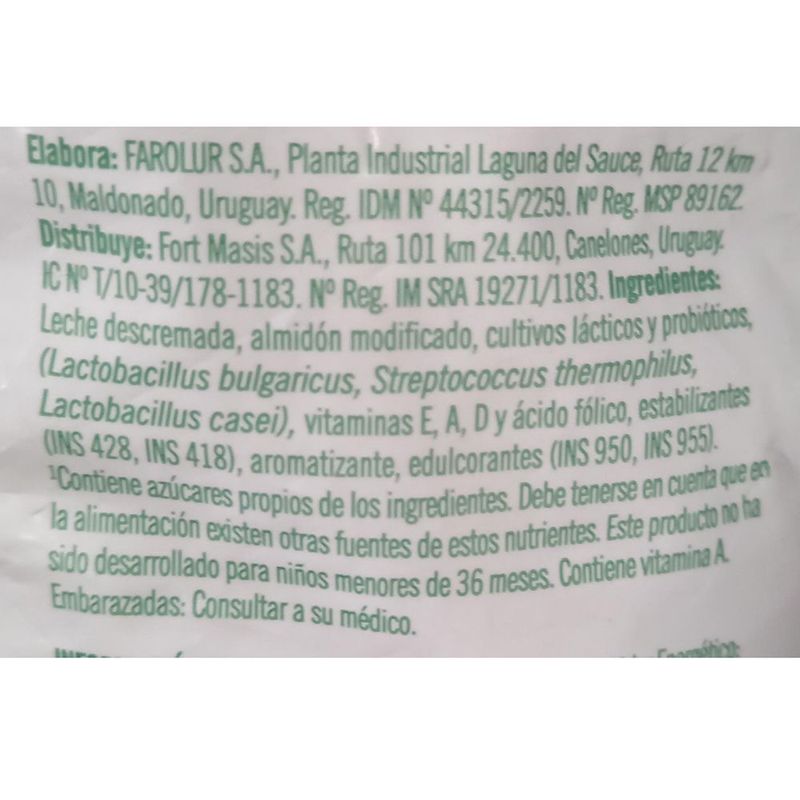 Elabora: FAROLUR S.A., Planta Industrial Laguna del Sauce, Ruta 12 km
10, Maldonado, Uruguay. Reg. IDM Nº 44315/2259. Nº Reg. MSP 89162.
Distribuye: Fort Masis S.A., Ruta 101 km 24.400, Canelones, Uruguay.
IC Nº T/10-39/178-1183. Nº Reg. IM SRA 19271/1183. Ingredientes:
Leche descremada, almidón modificado, cultivos lácticos y probióticos,
(Lactobacillus bulgaricus, Streptococcus thermophilus,
Lactobacillus casei), vitaminas E, A, D y ácido fólico, estabilizantes
(INS 428, INS 418), aromatizante, edulcorantes (INS 950, INS 955).
¹Contiene azúcares propios de los ingredientes. Debe tenerse en cuenta que en
la alimentación existen otras fuentes de estos nutrientes. Este producto no ha
sido desarrollado para niños menores de 36 meses. Contiene vitamina A.
Embarazadas: Consultar a su médico.
Energético: